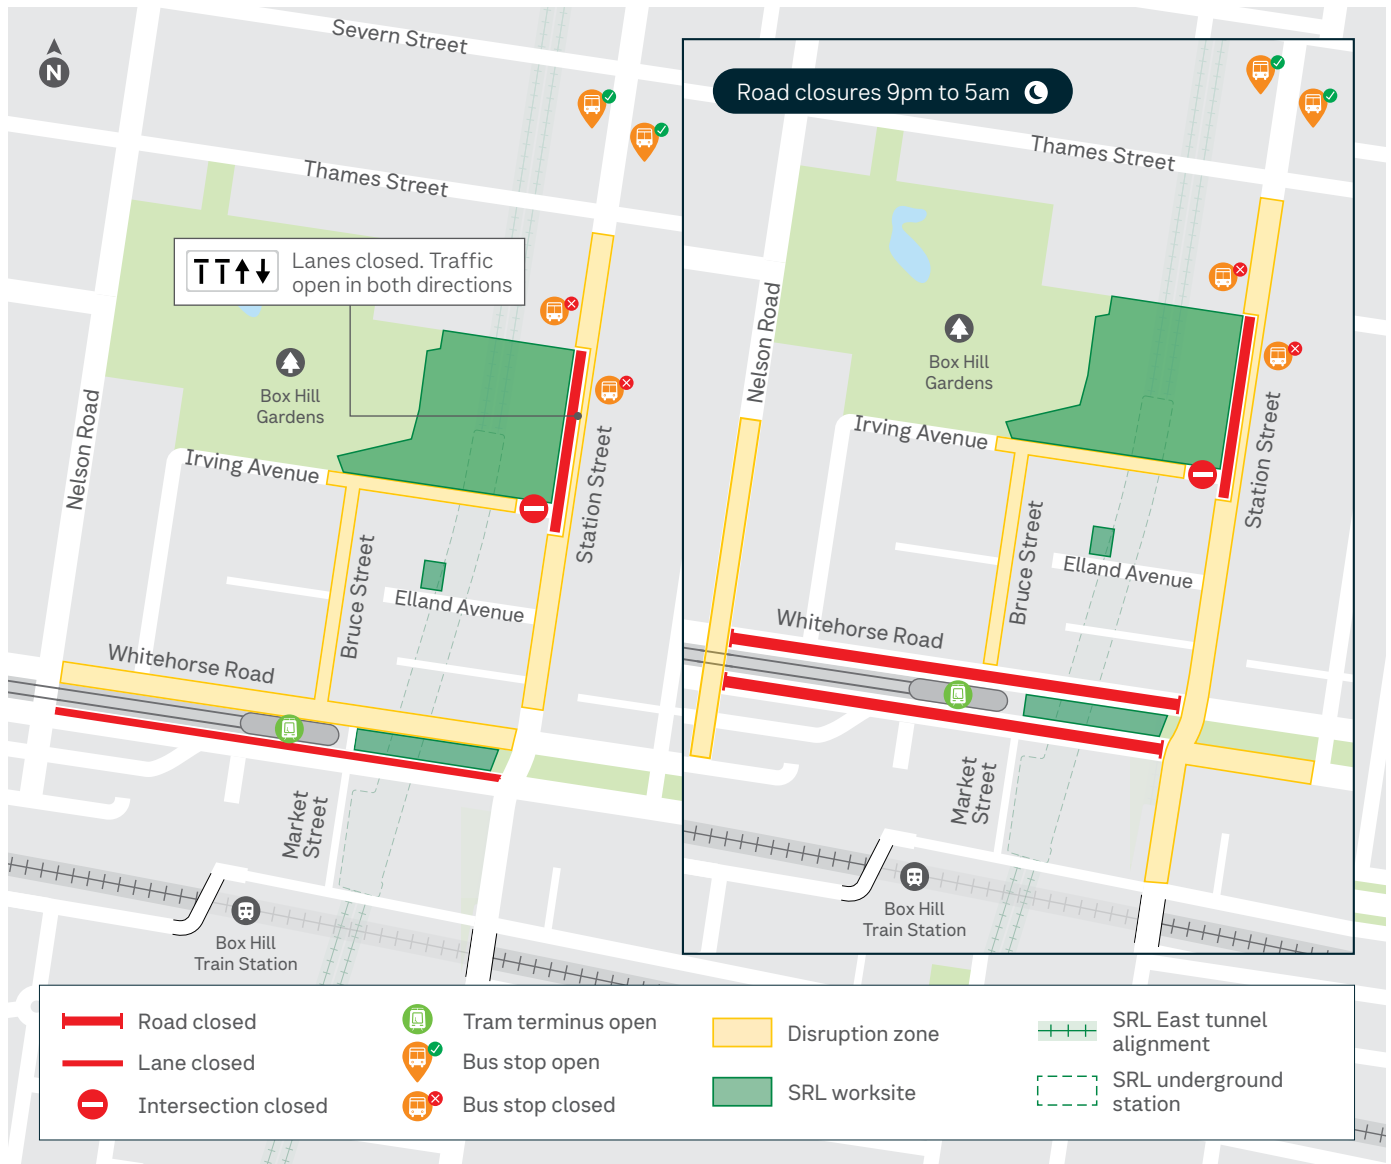 Severn Street
N
Thames Street
Lanes closed. Traffic
open in both directions
Nelson Road
Box Hill
Gardens
Irving Avenue
Station Street
Bruce Street
Elland Avenue
Whitehorse Road
Market
Street
Box Hill
Train Station
Road closures 9pm to 5am
Thames Street
Nelson Road
Box Hill
Gardens
Irving Avenue
Station Street
Bruce Street
Elland Avenue
Whitehorse Road
Market
Street
Box Hill
Train Station
Road closed
Lane closed
Intersection closed
Tram terminus open
Bus stop open
Bus stop closed
Disruption zone
SRL worksite
SRL East tunnel
alignment
SRL underground
station